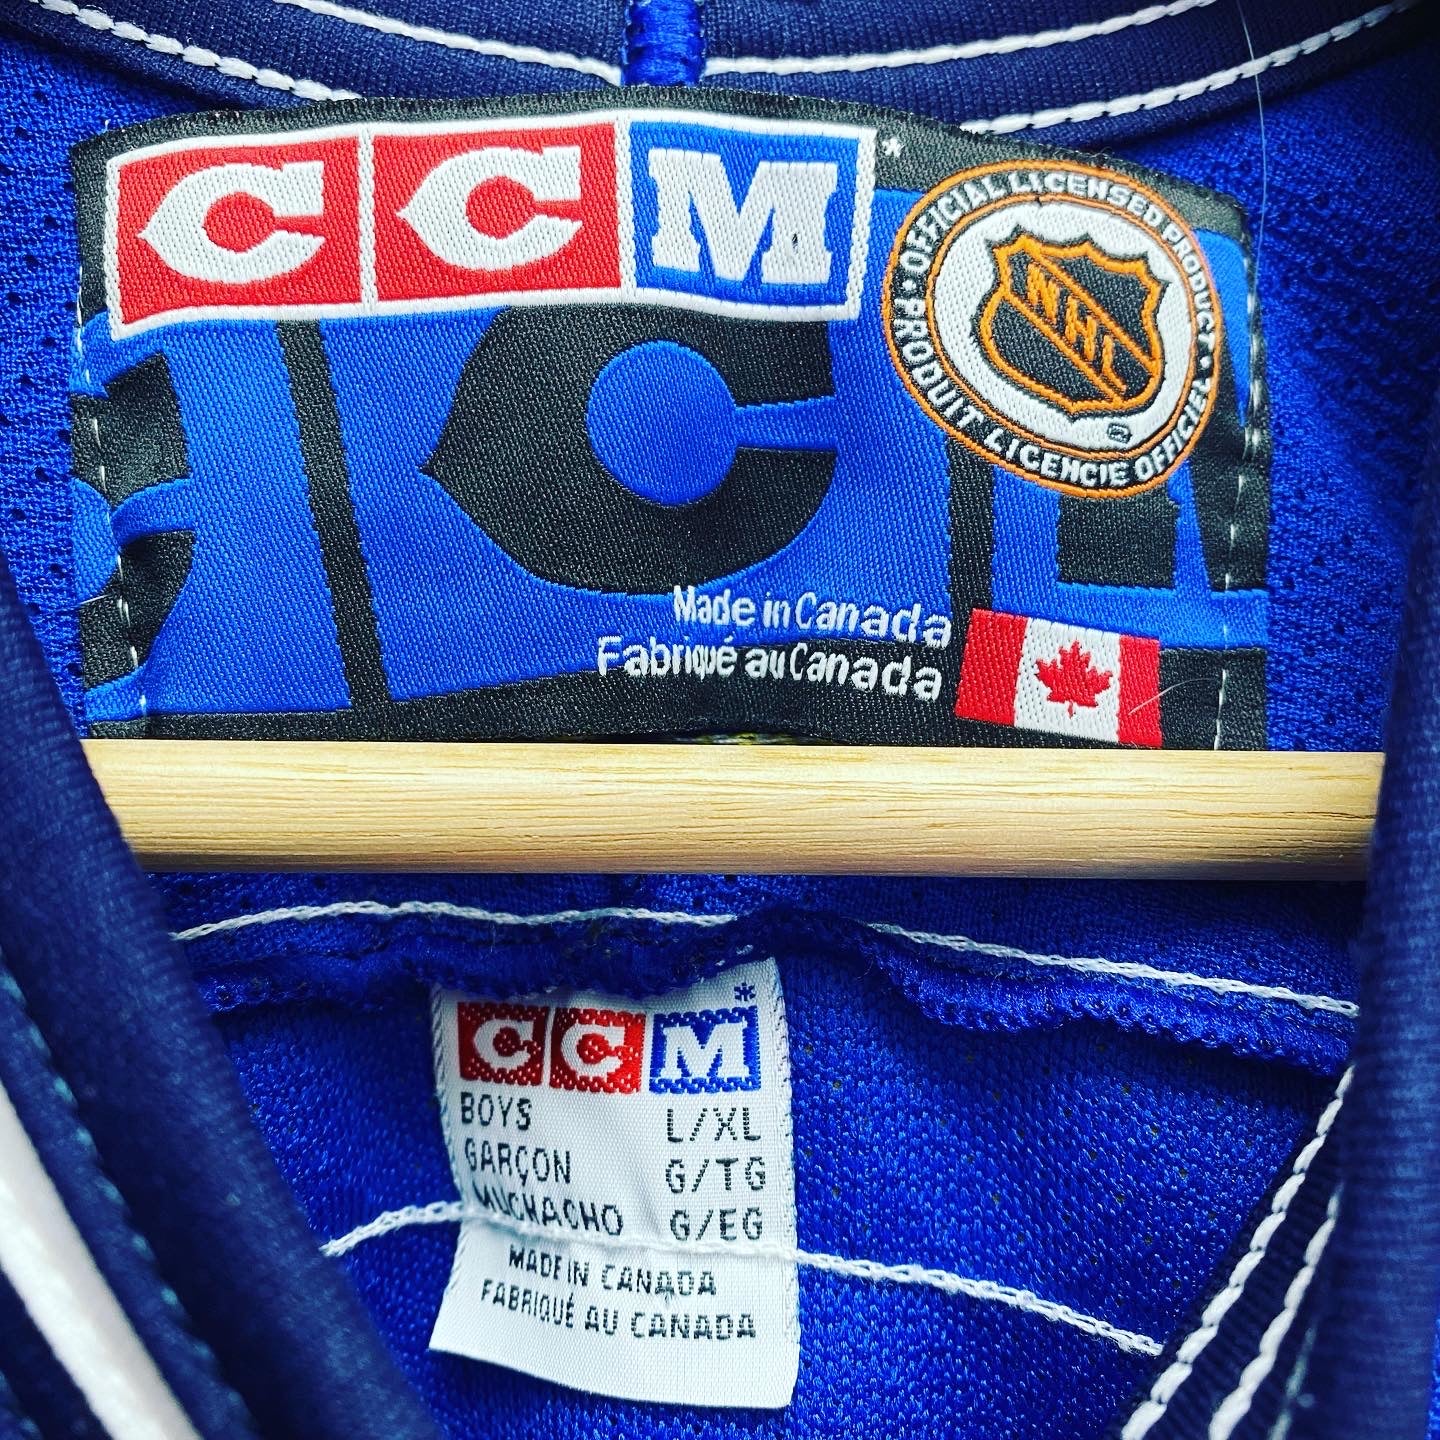 CCM*
OFFICIAL LICENSED PRODUCT •
NHL
®
PRODUIT LICENCIE OFFICIEL •
Made in Canada
Fabriqué au Canada
CCM*
BOYS L/XL
GARÇON G/TG
MUCHACHO G/EG
MADE IN CANADA
FABRIQUÉ AU CANADA